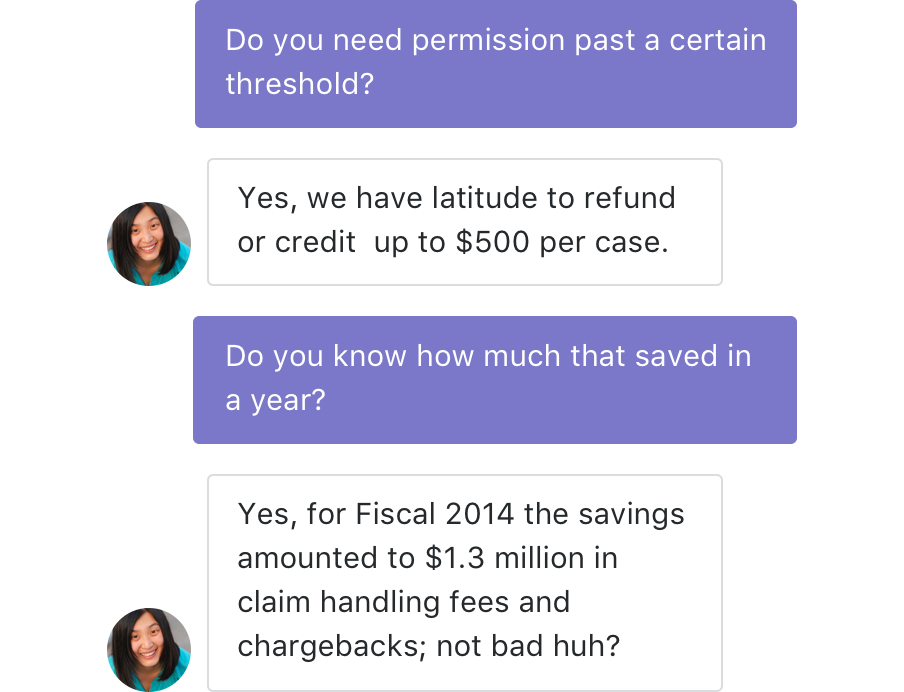 Do you need permission past a certain
threshold?
Yes, we have latitude to refund
or credit  up to $500 per case.
Do you know how much that saved in
a year?
Yes, for Fiscal 2014 the savings
amounted to $1.3 million in
claim handling fees and
chargebacks; not bad huh?